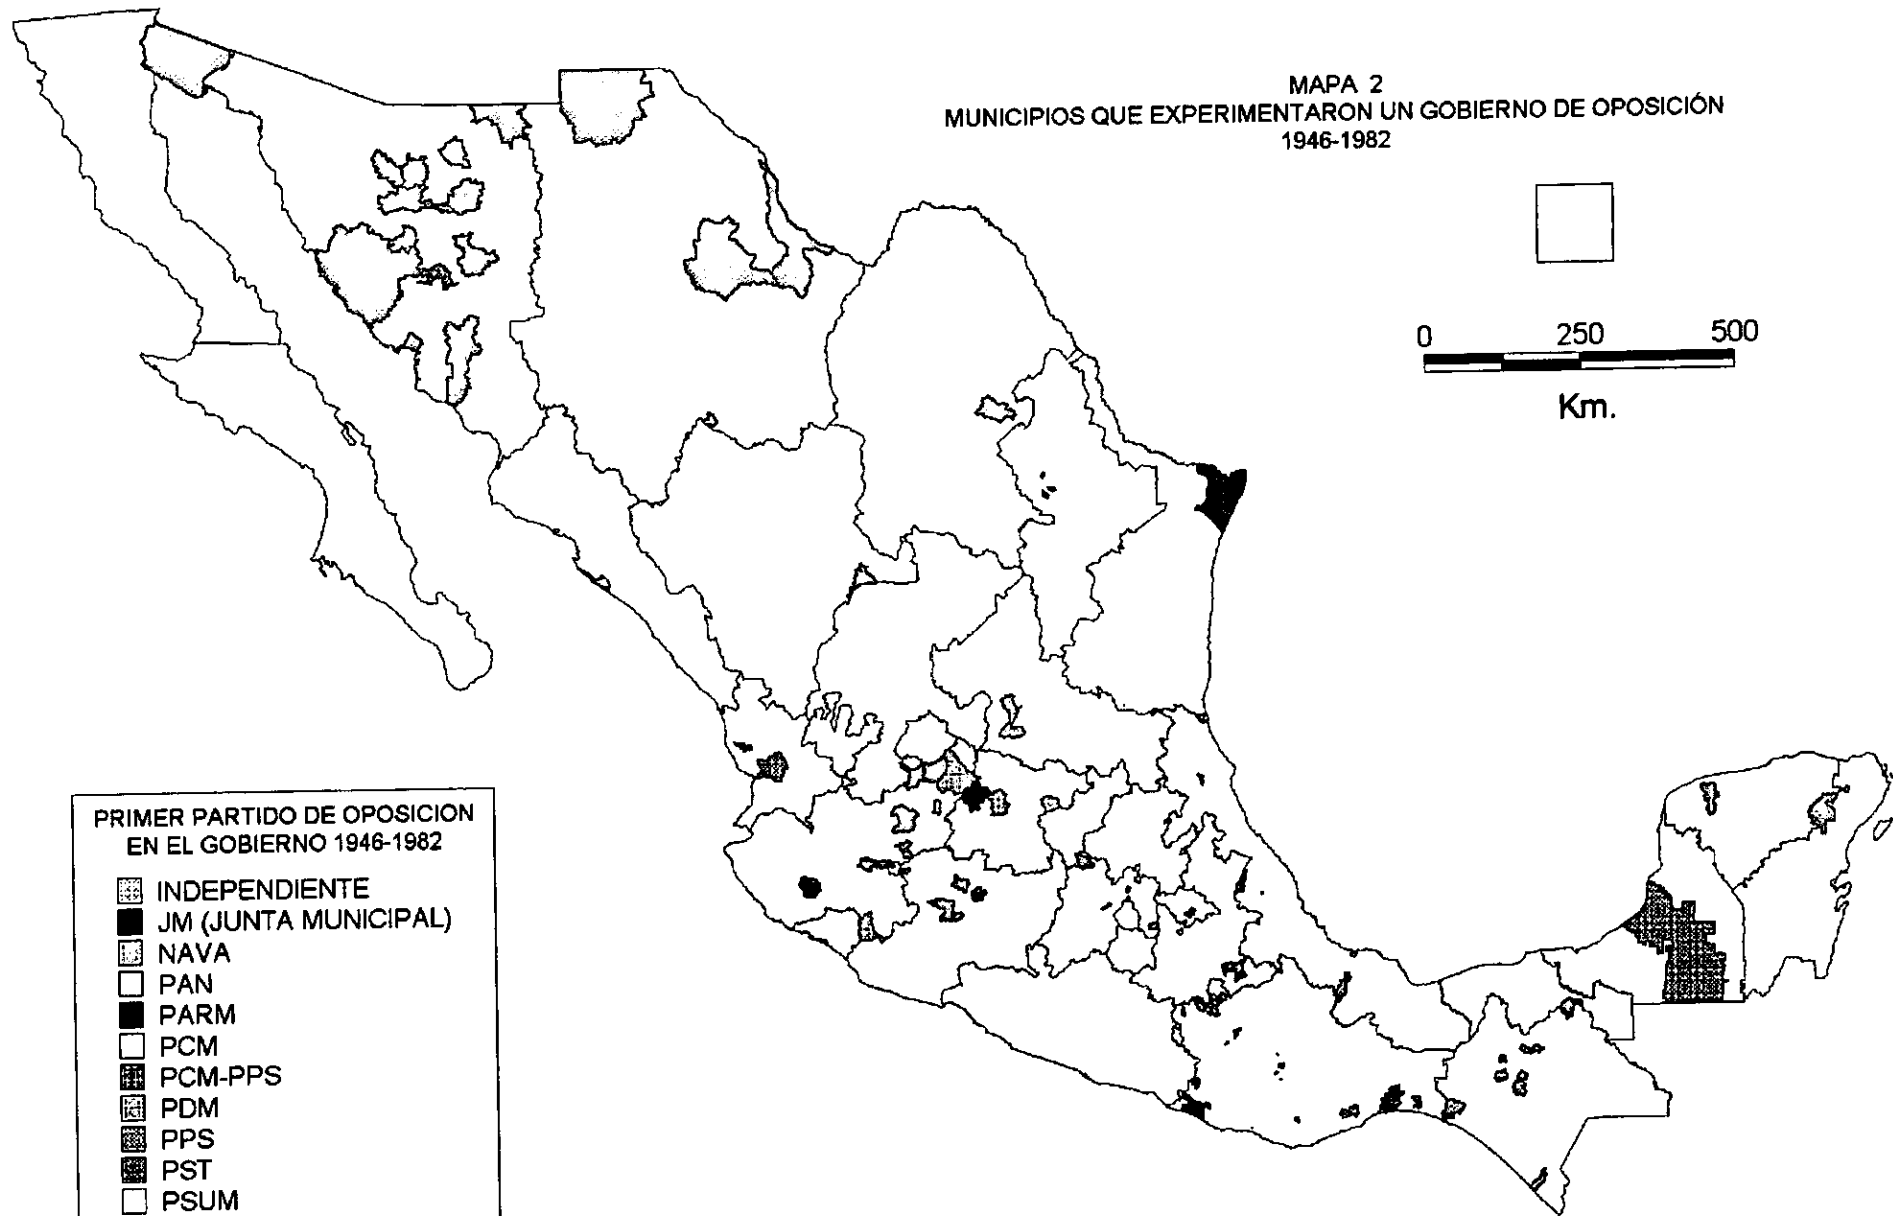 MAPA 2
MUNICIPIOS QUE EXPERIMENTARON UN GOBIERNO DE OPOSICIÓN
1946-1982
0 250 500
Km.
PRIMER PARTIDO DE OPOSICION
EN EL GOBIERNO 1946-1982
INDEPENDIENTE
JM (JUNTA MUNICIPAL)
NAVA
PAN
PARM
PCM
PCM-PPS
PDM
PPS
PST
PSUM